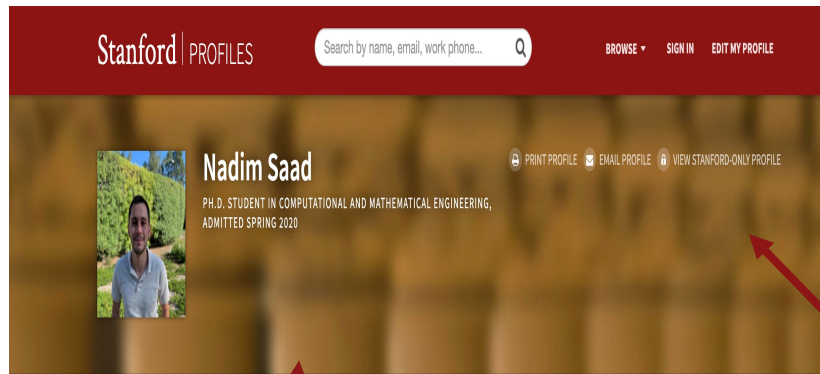 Stanford PROFILES
Search by name, email, work phone...
BROWSE SIGN IN EDIT MY PROFILE
Nadim Saad
PRINT PROFILE EMAIL PROFILE VIEW STANFORD-ONLY PROFILE
PH.D. STUDENT IN COMPUTATIONAL AND MATHEMATICAL ENGINEERING,
ADMITTED SPRING 2020